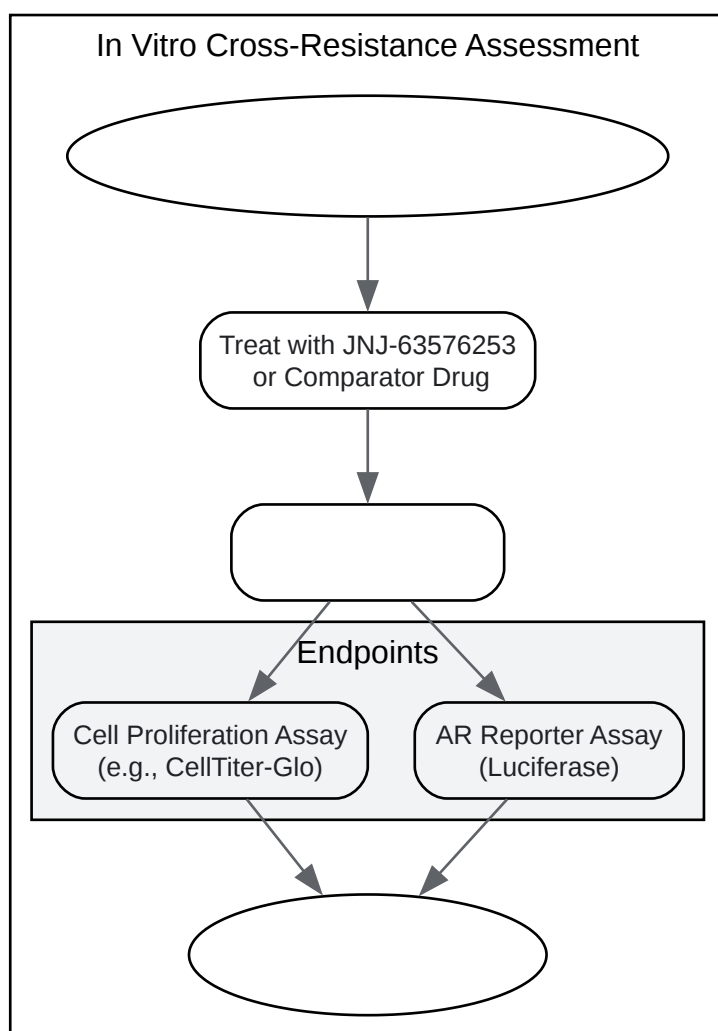 In Vitro Cross-Resistance Assessment
Treat with JNJ-63576253
or Comparator Drug
Endpoints
Cell Proliferation Assay
(e.g., CellTiter-Glo)
AR Reporter Assay
(Luciferase)